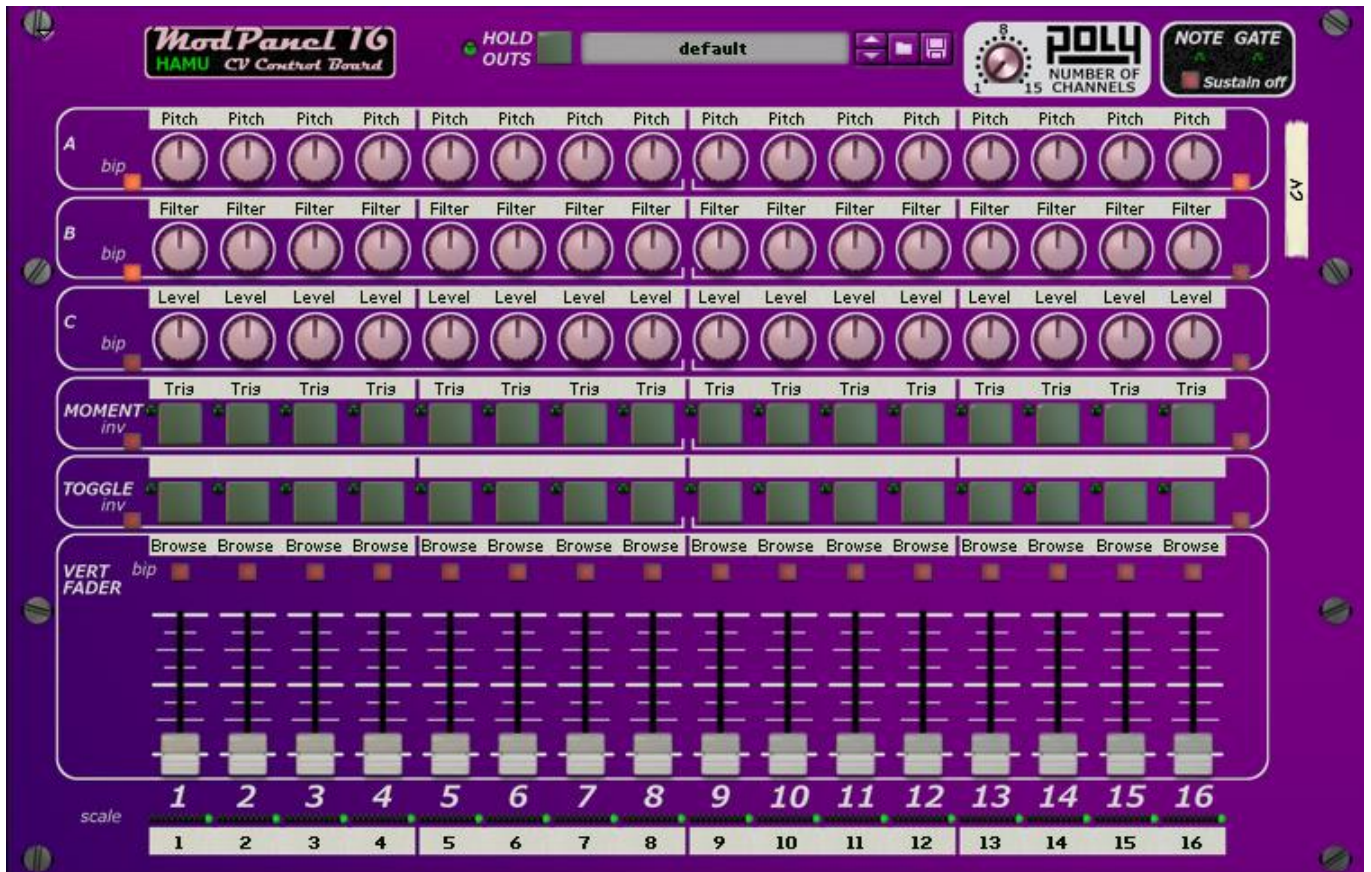 ModPanel 16
HAMU CV Control Board
HOLD OUTS
default
8
1 15
POLY
NUMBER OF CHANNELS
NOTE GATE
Sustain off
CV
Pitch Pitch Pitch Pitch Pitch Pitch Pitch Pitch Pitch Pitch Pitch Pitch Pitch Pitch Pitch Pitch
A
bip
Filter Filter Filter Filter Filter Filter Filter Filter Filter Filter Filter Filter Filter Filter Filter Filter
B
bip
Level Level Level Level Level Level Level Level Level Level Level Level Level Level Level Level
C
bip
Trig Trig Trig Trig Trig Trig Trig Trig Trig Trig Trig Trig Trig Trig Trig Trig
MOMENT
inv
TOGGLE
inv
Browse Browse Browse Browse Browse Browse Browse Browse Browse Browse Browse Browse Browse Browse Browse Browse
VERT bip
FADER
1 2 3 4 5 6 7 8 9 10 11 12 13 14 15 16
scale
1 2 3 4 5 6 7 8 9 10 11 12 13 14 15 16